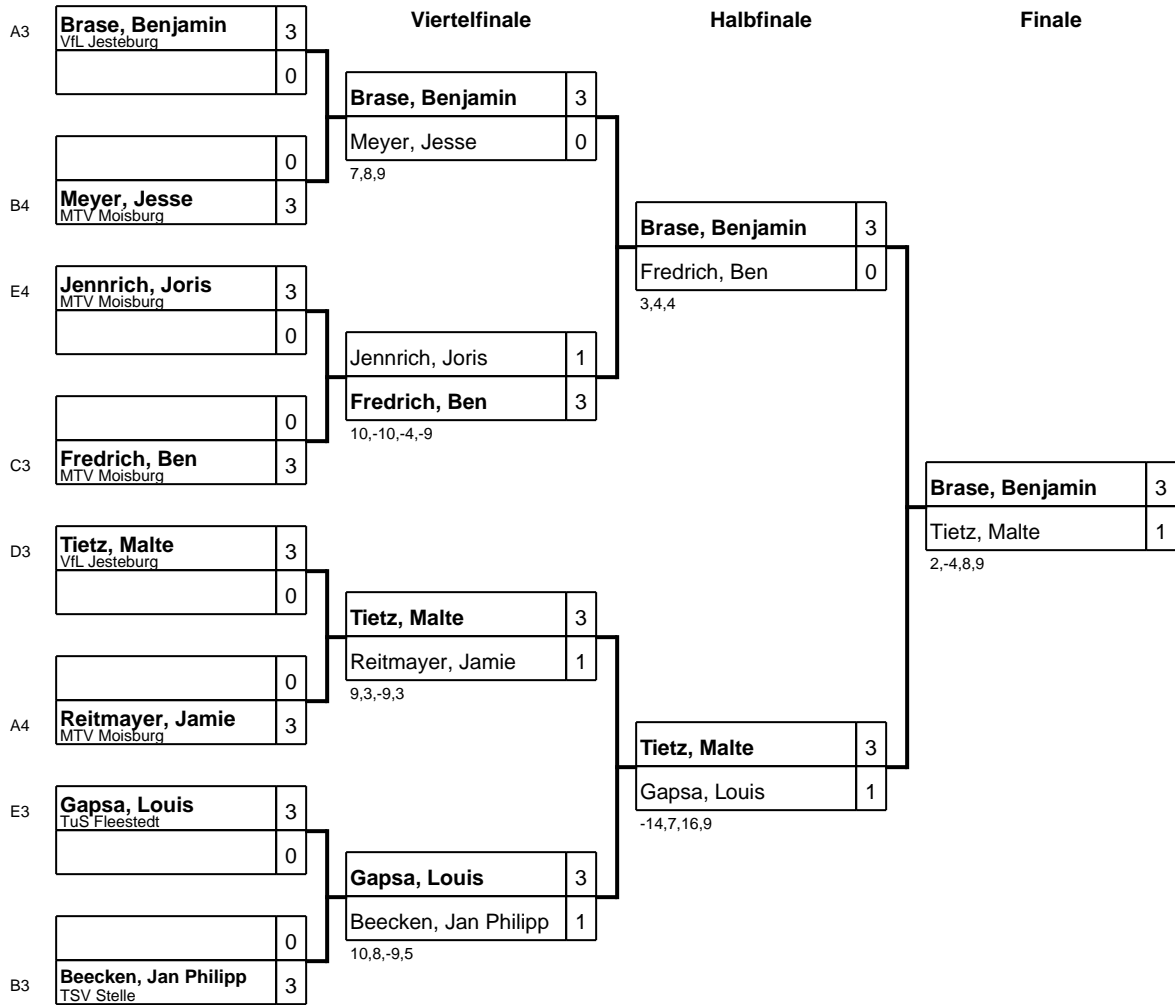 Viertelfinale
Halbfinale
Finale
A3
Brase, Benjamin 3
VfL Jesteburg
0
0
B4
Meyer, Jesse 3
MTV Moisburg
E4
Jennrich, Joris 3
MTV Moisburg
0
0
C3
Fredrich, Ben 3
MTV Moisburg
D3
Tietz, Malte 3
VfL Jesteburg
0
0
A4
Reitmayer, Jamie 3
MTV Moisburg
E3
Gapsa, Louis 3
TuS Fleestedt
0
0
B3
Beecken, Jan Philipp 3
TSV Stelle
Brase, Benjamin 3
Meyer, Jesse 0
7,8,9
Jennrich, Joris 1
Fredrich, Ben 3
10,-10,-4,-9
Tietz, Malte 3
Reitmayer, Jamie 1
9,3,-9,3
Gapsa, Louis 3
Beecken, Jan Philipp 1
10,8,-9,5
Brase, Benjamin 3
Fredrich, Ben 0
3,4,4
Tietz, Malte 3
Gapsa, Louis 1
-14,7,16,9
Brase, Benjamin 3
Tietz, Malte 1
2,-4,8,9